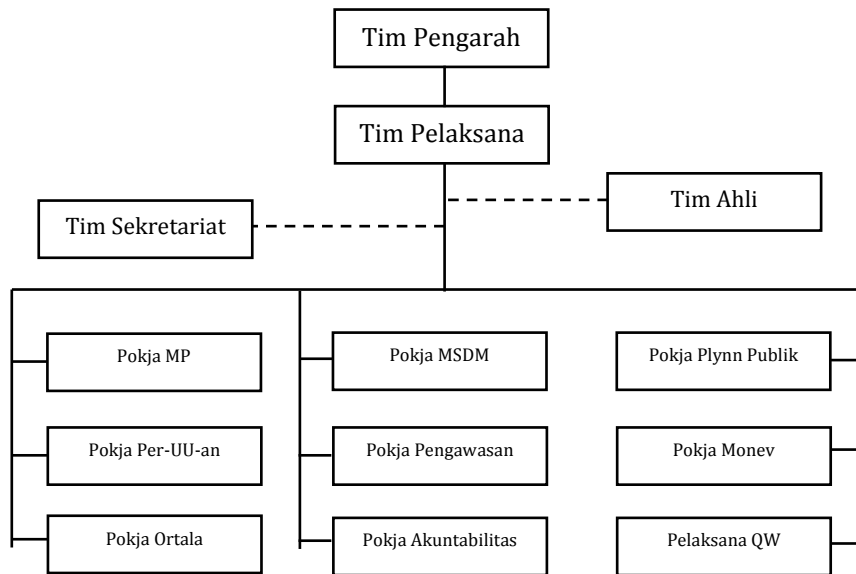 Tim Pengarah
Tim Pelaksana
Tim Ahli
Tim Sekretariat
Pokja MP
Pokja MSDM
Pokja Plynn Publik
Pokja Per-UU-an
Pokja Pengawasan
Pokja Monev
Pokja Ortala
Pokja Akuntabilitas
Pelaksana QW